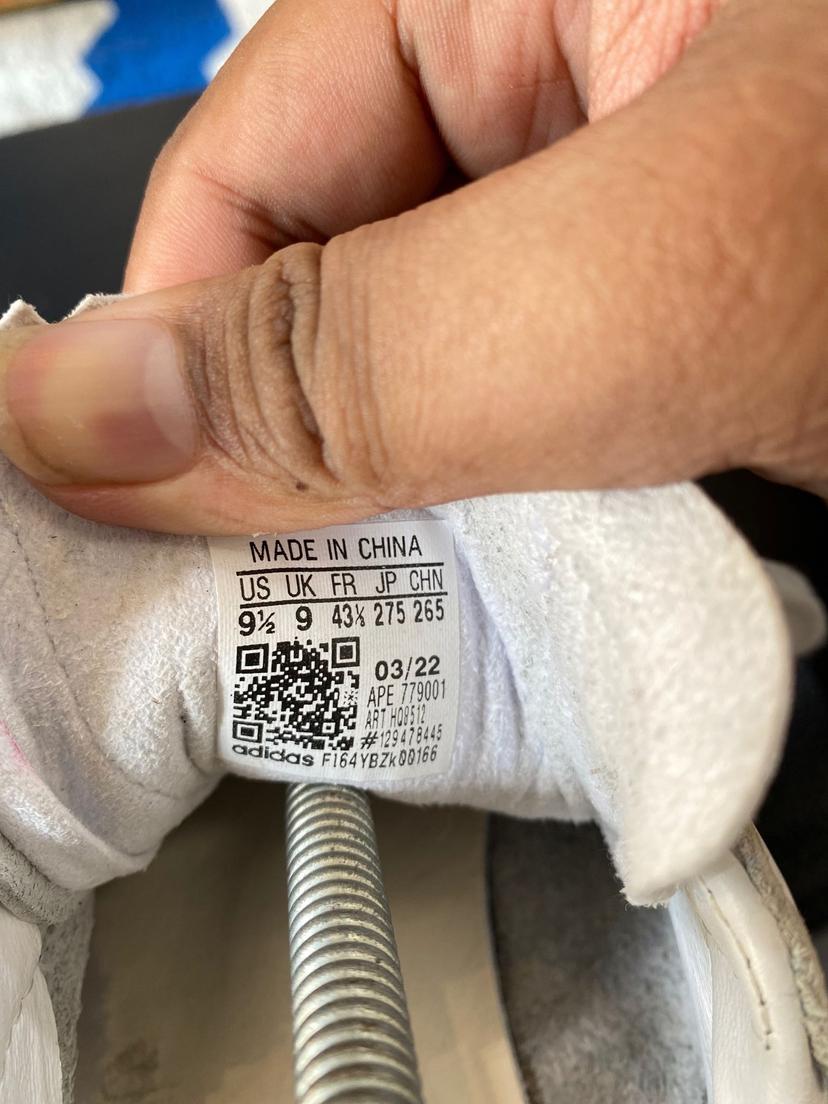 MADE IN CHINA
US UK FR JP CHN
9½ 9 43⅓ 275 265
03/22
APE 779001
ART HQ8512
#129478445
adidas F164YBZk00166